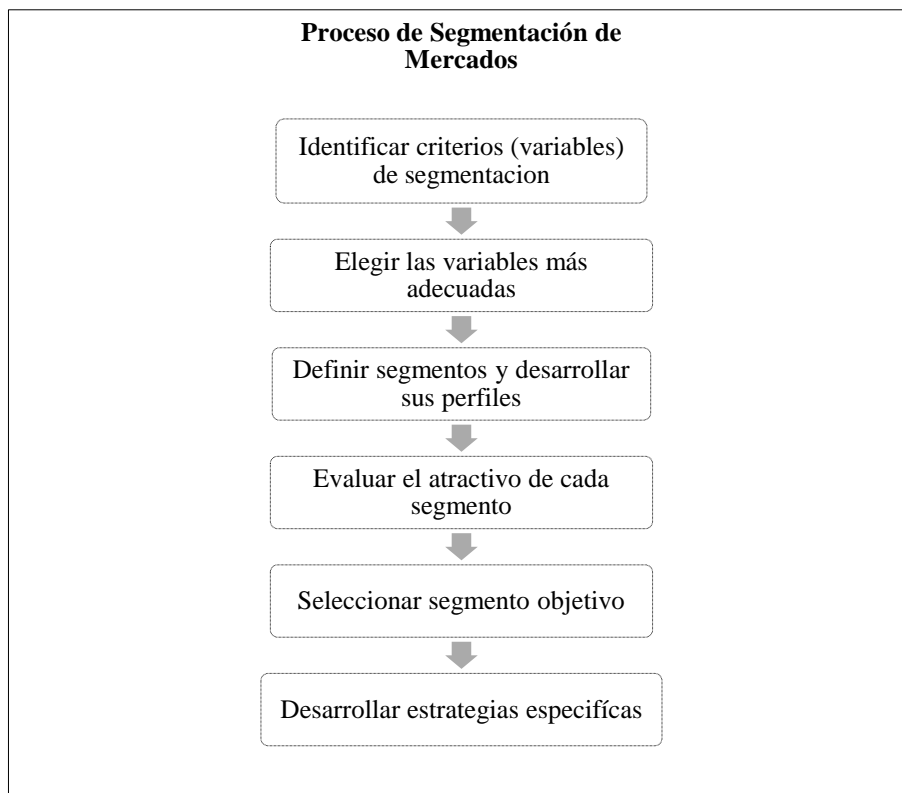 Proceso de Segmentación de
Mercados
Identificar criterios (variables)
de segmentacion
Elegir las variables más
adecuadas
Definir segmentos y desarrollar
sus perfiles
Evaluar el atractivo de cada
segmento
Seleccionar segmento objetivo
Desarrollar estrategias especifícas